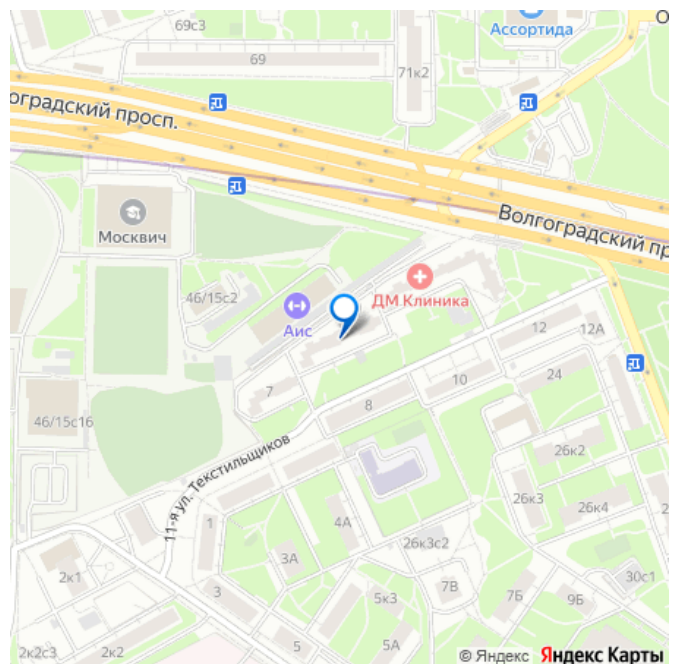 69с3
Ассортида
О
69
71к2
оградский просп.
Москвич
Волгоградский пр
46/15с2
ДМ Клиника
Аис
12
12А
7
8
10
24
46/15с16
26к2
11-я ул. Текстильщиков
26к3
26к4
2
1
4А
26к3с2
3А
2к1
30с1
7В
3
5к3
7Б
9Б
2к2с3
2к2
5
5А
© Яндекс Яндекс Карты